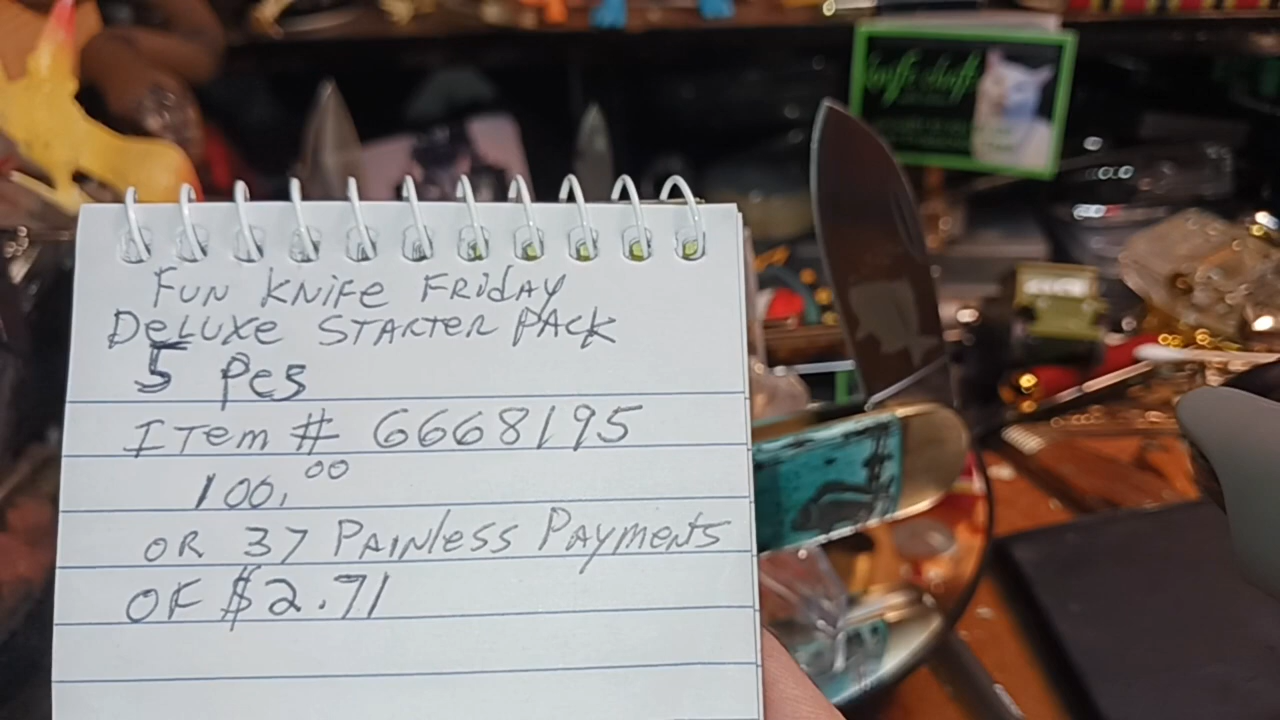 FUN KNIFE FRIDAY
DELUXE STARTER PACK
5 PCS
ITEM # 6668195
100.00
OR 37 PAINLESS PAYMENTS
OF $2.71